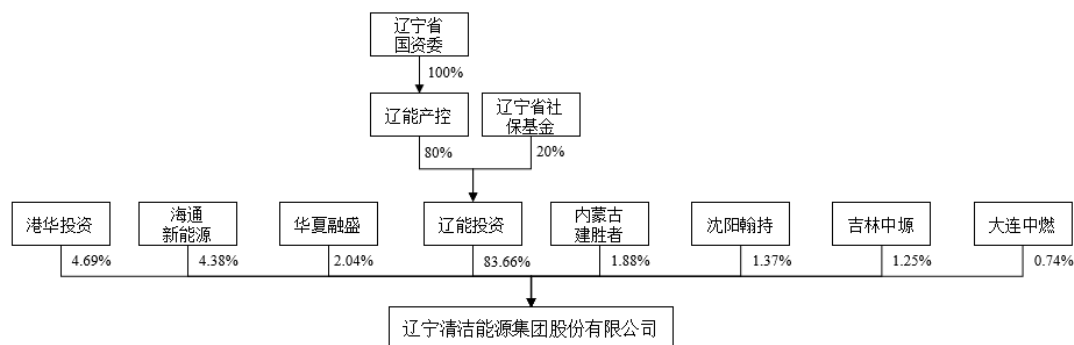 辽宁省
国资委
100%
辽能产控
辽宁省社
保基金
80%
20%
港华投资
海通
新能源
华夏融盛
辽能投资
内蒙古
建胜者
沈阳翰持
吉林中塬
大连中燃
4.69%
4.38%
2.04%
83.66%
1.88%
1.37%
1.25%
0.74%
辽宁清洁能源集团股份有限公司